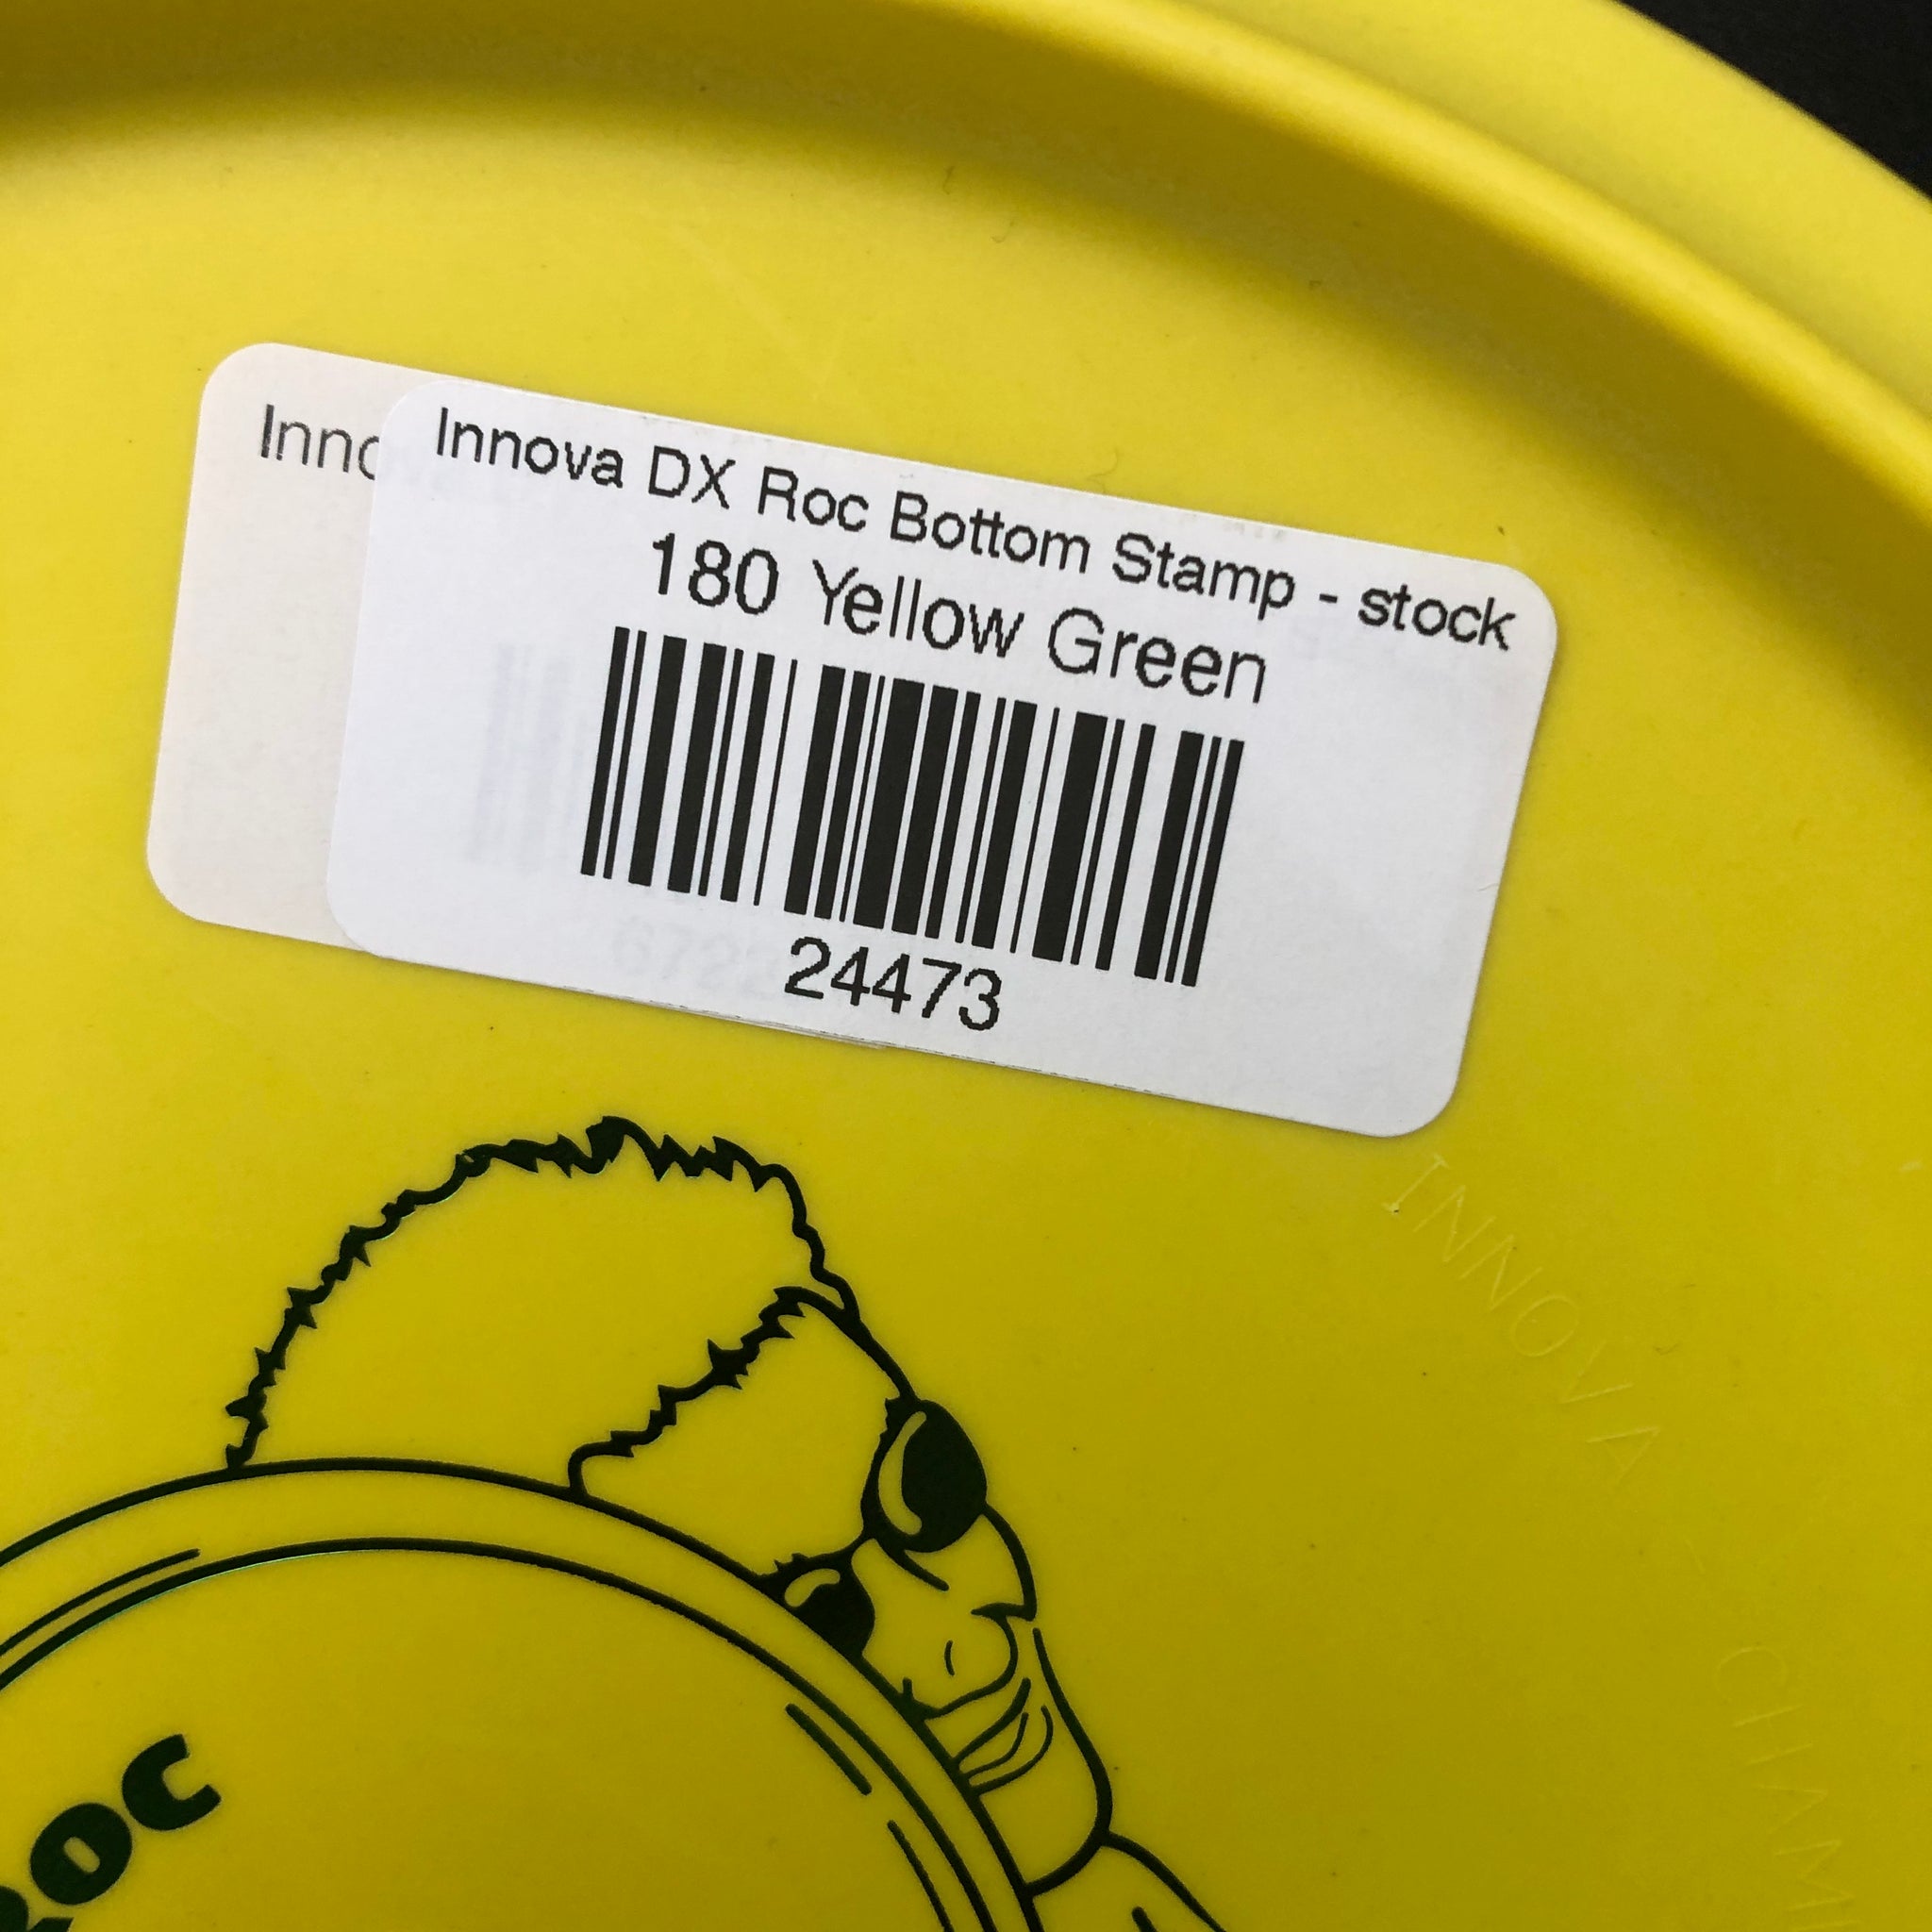 Inno
Innova DX Roc Bottom Stamp - stock
180 Yellow Green
24473
INNOVA
ROC